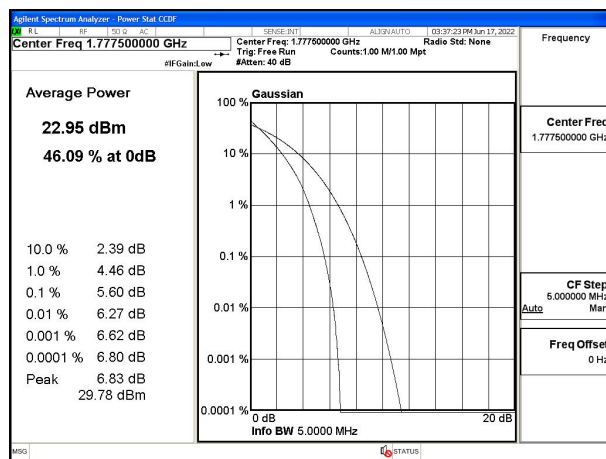 Agilent Spectrum Analyzer - Power Stat CCDF
LXI RL RF 50 Ω AC SENSE:INT ALIGN AUTO 03:37:23 PM Jun 17, 2022
Center Freq 1.777500000 GHz
Center Freq: 1.777500000 GHz Radio Std: None
Trig: Free Run Counts:1.00 M/1.00 Mpt
#IFGain:Low #Atten: 40 dB
Frequency
Average Power
22.95 dBm
46.09 % at 0dB
10.0 % 2.39 dB
1.0 % 4.46 dB
0.1 % 5.60 dB
0.01 % 6.27 dB
0.001 % 6.62 dB
0.0001 % 6.80 dB
Peak 6.83 dB
29.78 dBm
Gaussian
100 %
10 %
1 %
0.1 %
0.01 %
0.001 %
0.0001 %
0 dB 20 dB
Info BW 5.0000 MHz
Center Freq
1.777500000 GHz
CF Step
5.000000 MHz
Auto Man
Freq Offset
0 Hz
MSG STATUS